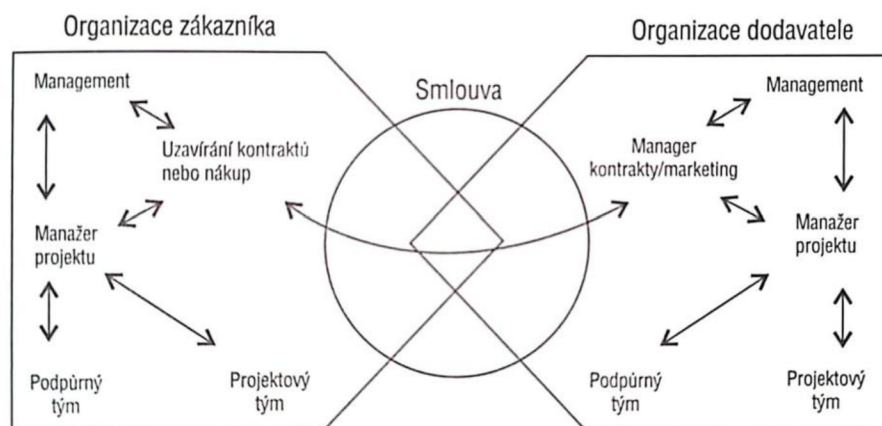 Organizace zákazníka
Organizace dodavatele
Smlouva
Management
Uzavírání kontraktů
nebo nákup
Manažer
projektu
Podpůrný
tým
Projektový
tým
Management
Manager
kontrakty/marketing
Manažer
projektu
Podpůrný
tým
Projektový
tým